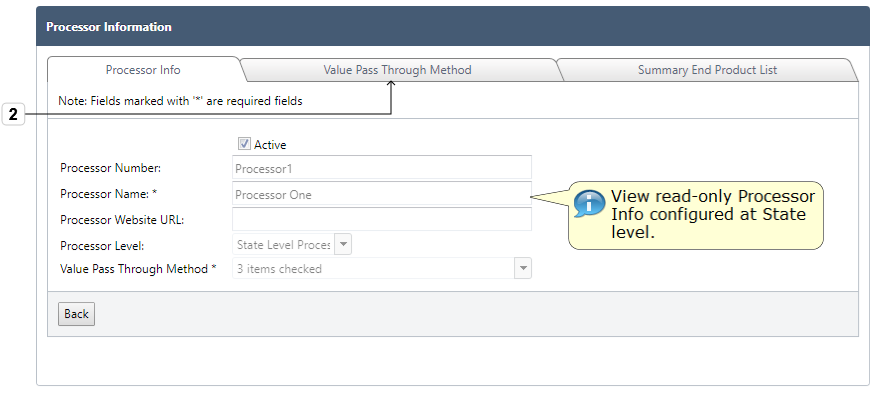 Processor Information
Processor Info Value Pass Through Method Summary End Product List
Note: Fields marked with '*' are required fields
2
Active
Processor Number: Processor1
Processor Name: * Processor One
Processor Website URL:
Processor Level: State Level Proces
Value Pass Through Method * 3 items checked
View read-only Processor
Info configured at State
level.
Back